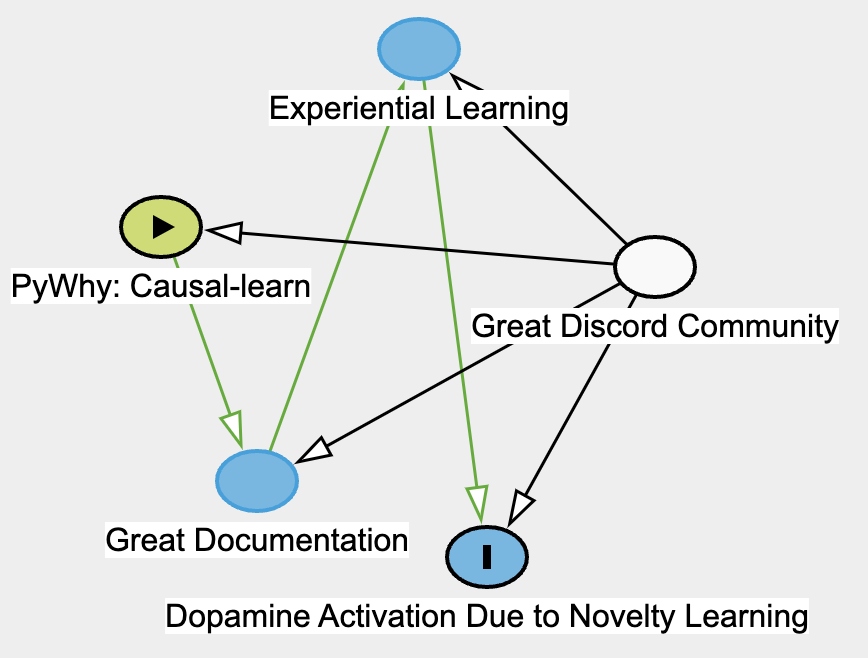 Experiential Learning
PyWhy: Causal-learn
Great Discord Community
Great Documentation
Dopamine Activation Due to Novelty Learning